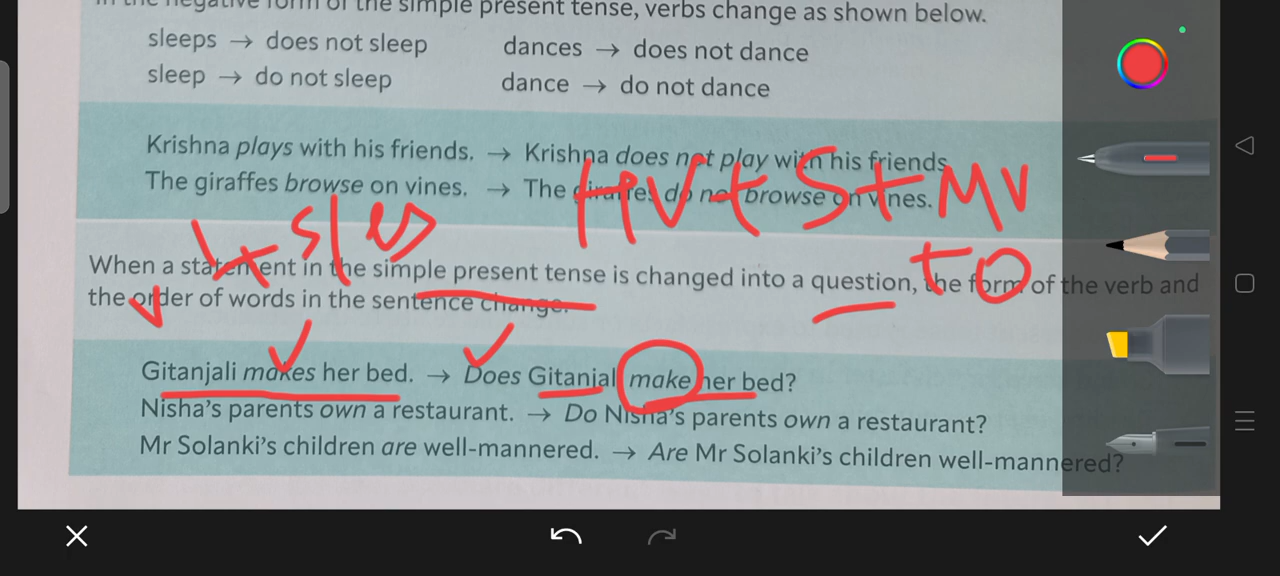 In the negative form of the simple present tense, verbs change as shown below.
sleeps → does not sleep dances → does not dance
sleep → do not sleep dance → do not dance
Krishna plays with his friends. → Krishna does not play with his friends.
The giraffes browse on vines. → The giraffes do not browse on vines.
HV + S + MV
+ O
V + s/es
When a statement in the simple present tense is changed into a question, the form of the verb and
the order of words in the sentence change.
Gitanjali makes her bed. → Does Gitanjali make her bed?
Nisha's parents own a restaurant. → Do Nisha's parents own a restaurant?
Mr Solanki's children are well-mannered. → Are Mr Solanki's children well-mannered?